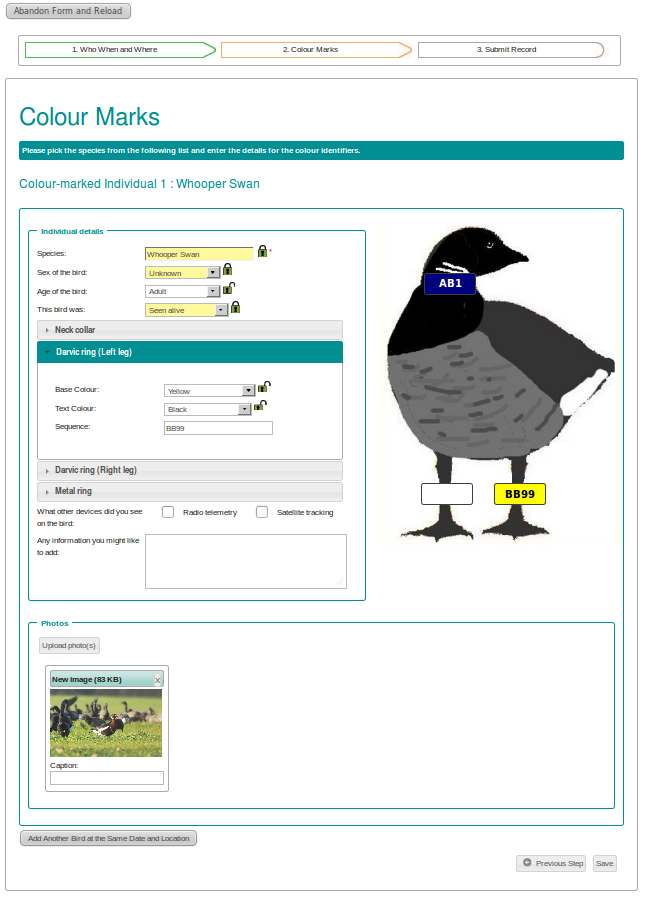 Abandon Form and Reload
1. Who When and Where
2. Colour Marks
3. Submit Record
Colour Marks
Please pick the species from the following list and enter the details for the colour identifiers.
Colour-marked Individual 1 : Whooper Swan
Individual details
Species:
Whooper Swan
*
Sex of the bird:
Unknown
Age of the bird:
Adult
This bird was:
Seen alive
Neck collar
Darvic ring (Left leg)
Base Colour:
Yellow
Text Colour:
Black
Sequence:
BB99
Darvic ring (Right leg)
Metal ring
What other devices did you see
on the bird:
Radio telemetry
Satellite tracking
Any information you might like
to add:
AB1
BB99
Photos
Upload photo(s)
New Image (83 KB)
X
Caption:
Add Another Bird at the Same Date and Location
Previous Step
Save